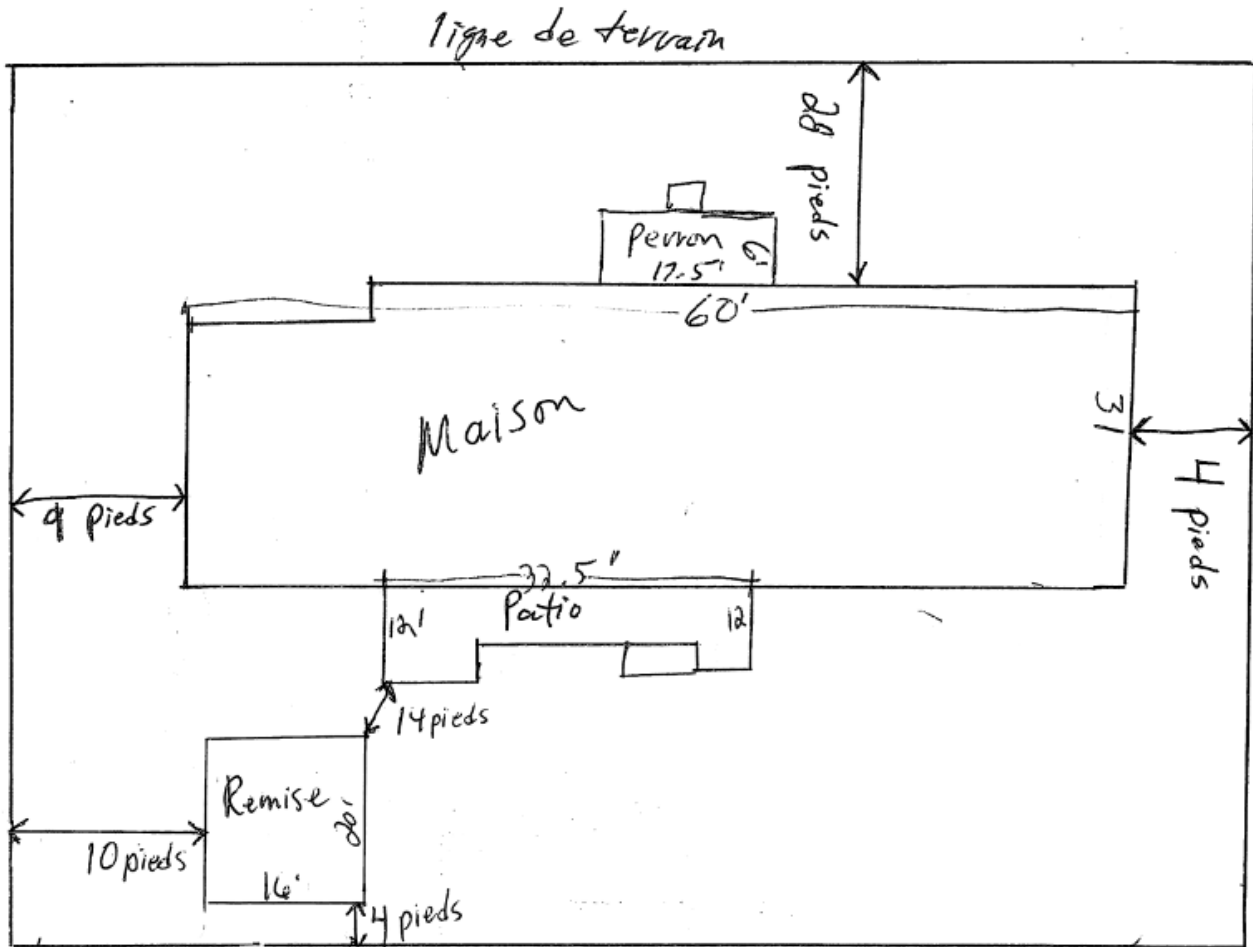 ligne de terrain
28 pieds
Perron
6'
17.5'
60'
Maison
31
4 pieds
9 pieds
32.5'
Patio
12'
12
14 pieds
Remise
20'
10 pieds
16'
4 pieds